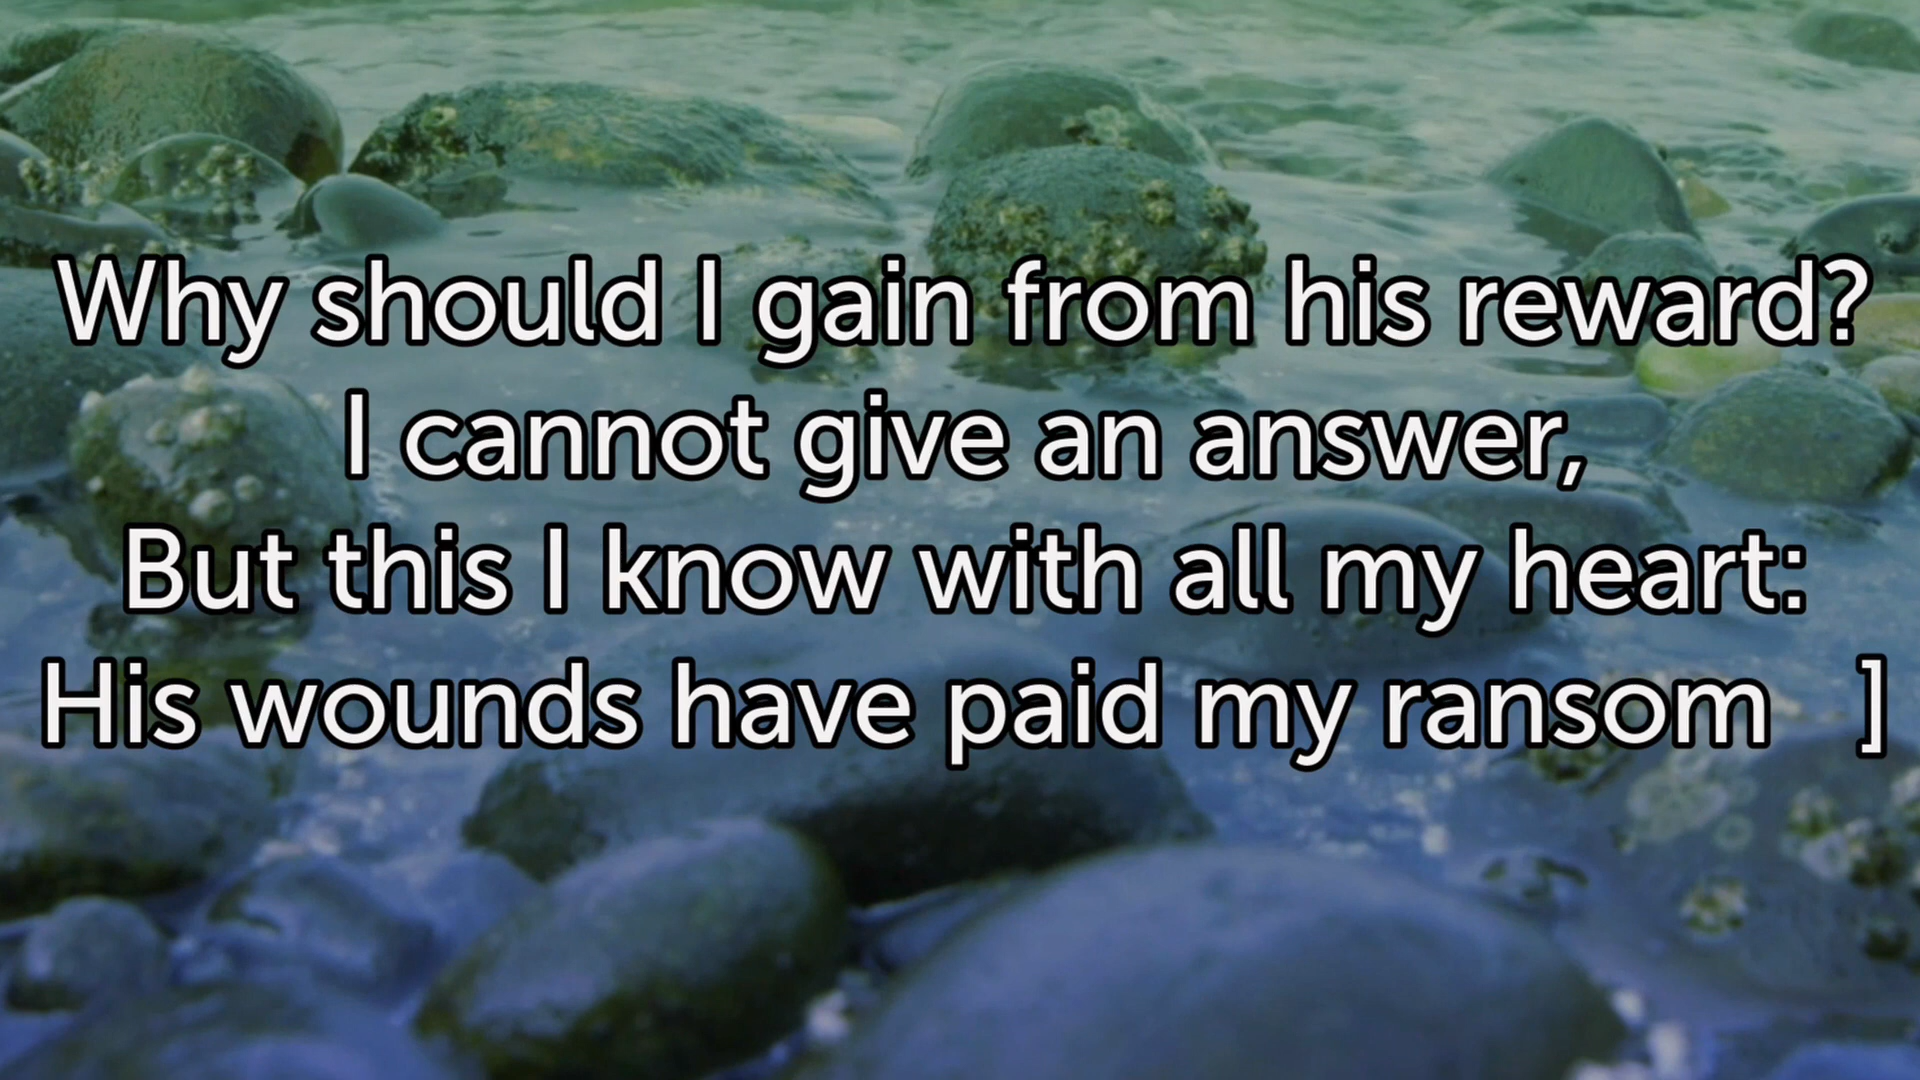 Why should I gain from his reward?
I cannot give an answer,
But this I know with all my heart:
His wounds have paid my ransom ]